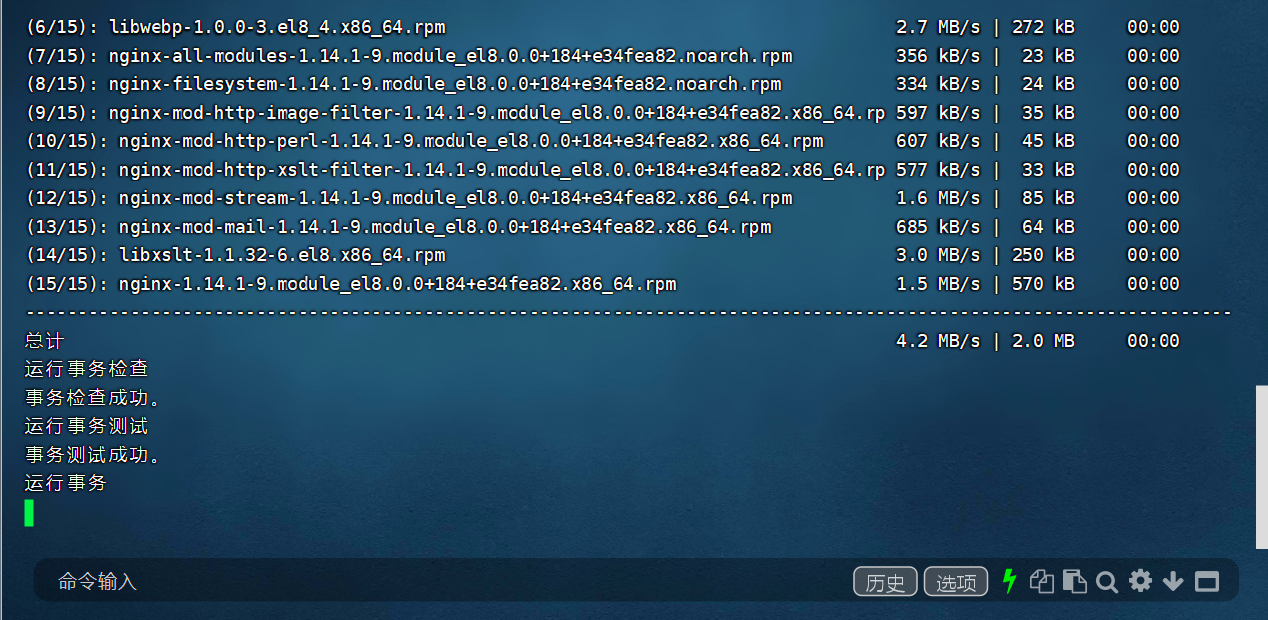 (6/15): libwebp-1.0.0-3.el8_4.x86_64.rpm 2.7 MB/s | 272 kB 00:00
(7/15): nginx-all-modules-1.14.1-9.module_el8.0.0+184+e34fea82.noarch.rpm 356 kB/s | 23 kB 00:00
(8/15): nginx-filesystem-1.14.1-9.module_el8.0.0+184+e34fea82.noarch.rpm 334 kB/s | 24 kB 00:00
(9/15): nginx-mod-http-image-filter-1.14.1-9.module_el8.0.0+184+e34fea82.x86_64.rp 597 kB/s | 35 kB 00:00
(10/15): nginx-mod-http-perl-1.14.1-9.module_el8.0.0+184+e34fea82.x86_64.rpm 607 kB/s | 45 kB 00:00
(11/15): nginx-mod-http-xslt-filter-1.14.1-9.module_el8.0.0+184+e34fea82.x86_64.rp 577 kB/s | 33 kB 00:00
(12/15): nginx-mod-stream-1.14.1-9.module_el8.0.0+184+e34fea82.x86_64.rpm 1.6 MB/s | 85 kB 00:00
(13/15): nginx-mod-mail-1.14.1-9.module_el8.0.0+184+e34fea82.x86_64.rpm 685 kB/s | 64 kB 00:00
(14/15): libxslt-1.1.32-6.el8.x86_64.rpm 3.0 MB/s | 250 kB 00:00
(15/15): nginx-1.14.1-9.module_el8.0.0+184+e34fea82.x86_64.rpm 1.5 MB/s | 570 kB 00:00
--------------------------------------------------------------------------------------------------------------------
总计 4.2 MB/s | 2.0 MB 00:00
运行事务检查
事务检查成功。
运行事务测试
事务测试成功。
运行事务
命令输入 历史 选项